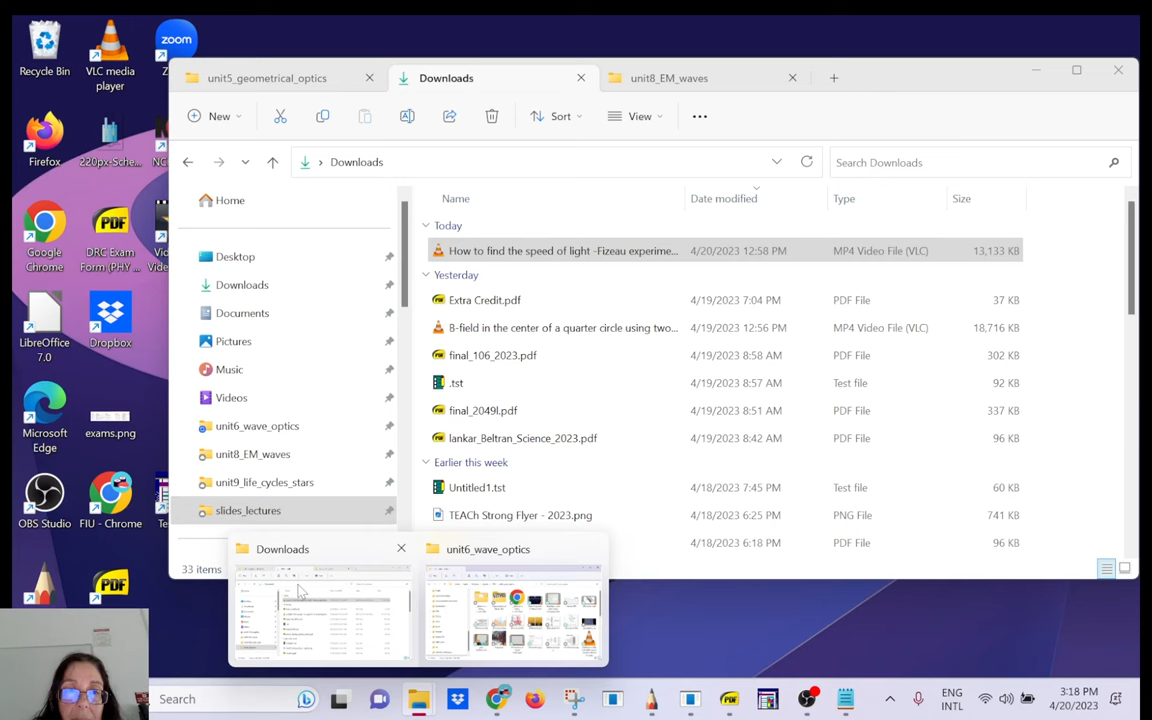 Recycle Bin
VLC media player
zoom
Firefox
220px-Sche...
Google Chrome
DRC Exam Form (PHY ...
LibreOffice 7.0
Dropbox
Microsoft Edge
exams.png
OBS Studio
FIU - Chrome
unit5_geometrical_optics
Downloads
unit8_EM_waves
New
Sort
View
Downloads
Search Downloads
Home
Desktop
Downloads
Documents
Pictures
Music
Videos
unit6_wave_optics
unit8_EM_waves
unit9_life_cycles_stars
slides_lectures
33 items
Name Date modified Type Size
Today
How to find the speed of light -Fizeau experime... 4/20/2023 12:58 PM MP4 Video File (VLC) 13,133 KB
Yesterday
Extra Credit.pdf 4/19/2023 7:04 PM PDF File 37 KB
B-field in the center of a quarter circle using two... 4/19/2023 12:56 PM MP4 Video File (VLC) 18,716 KB
final_106_2023.pdf 4/19/2023 8:58 AM PDF File 302 KB
.tst 4/19/2023 8:57 AM Test file 92 KB
final_2049l.pdf 4/19/2023 8:51 AM PDF File 337 KB
lankar_Beltran_Science_2023.pdf 4/19/2023 8:42 AM PDF File 96 KB
Earlier this week
Untitled1.tst 4/18/2023 7:45 PM Test file 60 KB
TEACh Strong Flyer - 2023.png 4/18/2023 6:25 PM PNG File 741 KB
4/18/2023 6:18 PM PDF File 96 KB
Downloads
unit6_wave_optics
Search
ENG
INTL
3:18 PM
4/20/2023